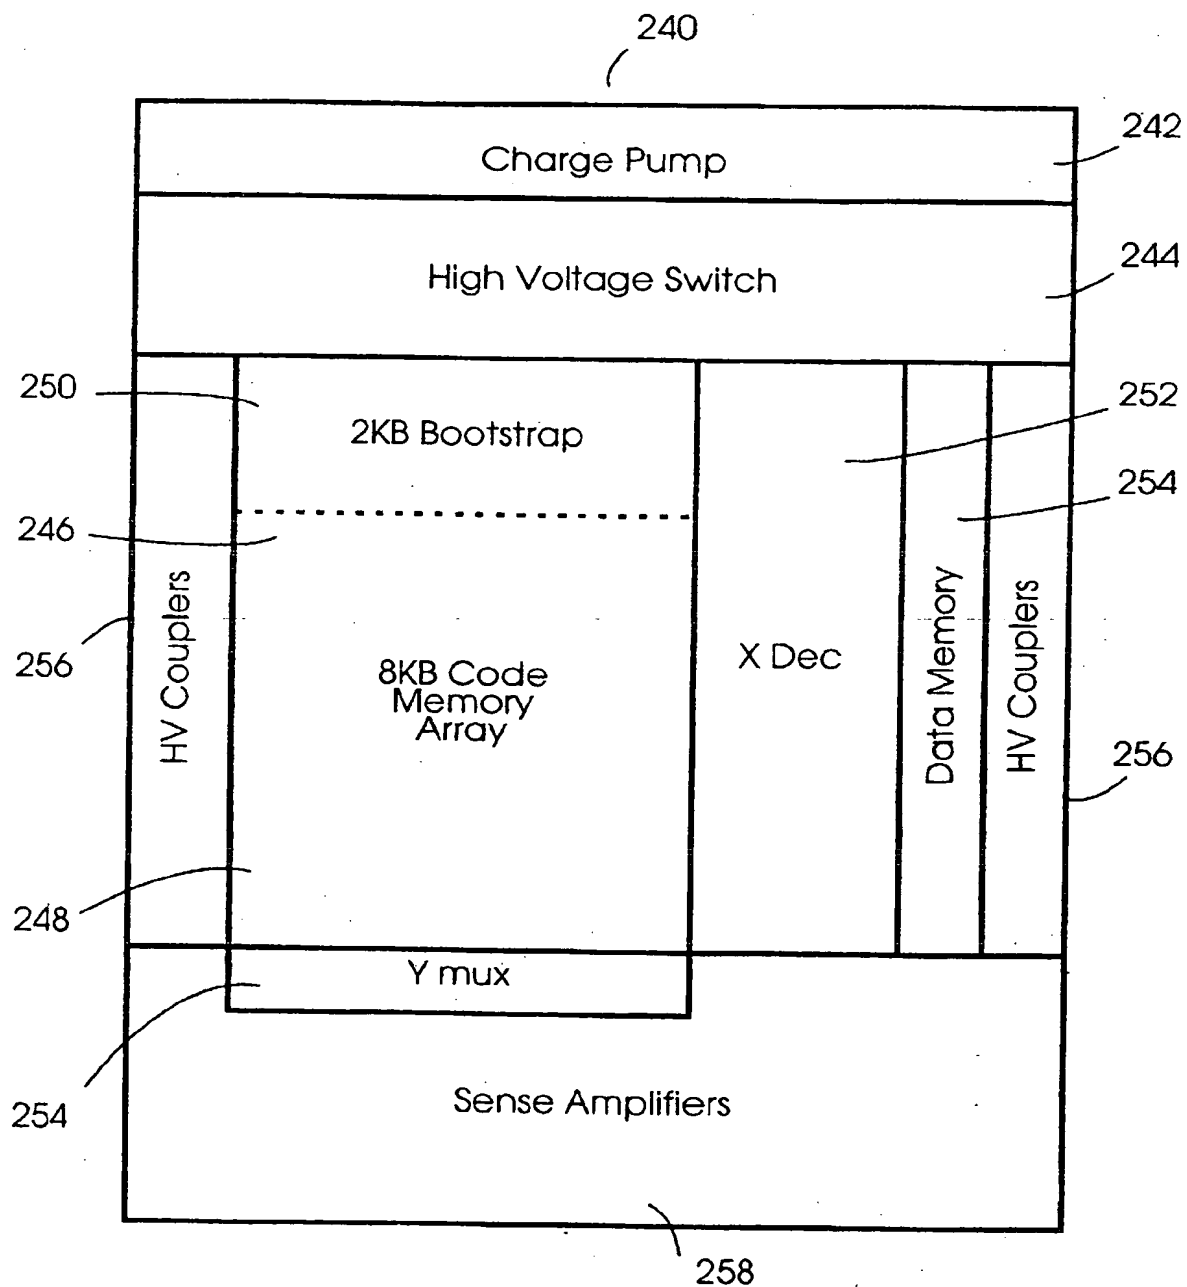 240
242
Charge Pump
244
High Voltage Switch
250
252
2KB Bootstrap
254
246
HV Couplers
8KB Code
Memory
Array
X Dec
Data Memory
HV Couplers
256
256
248
Y mux
254
Sense Amplifiers
258